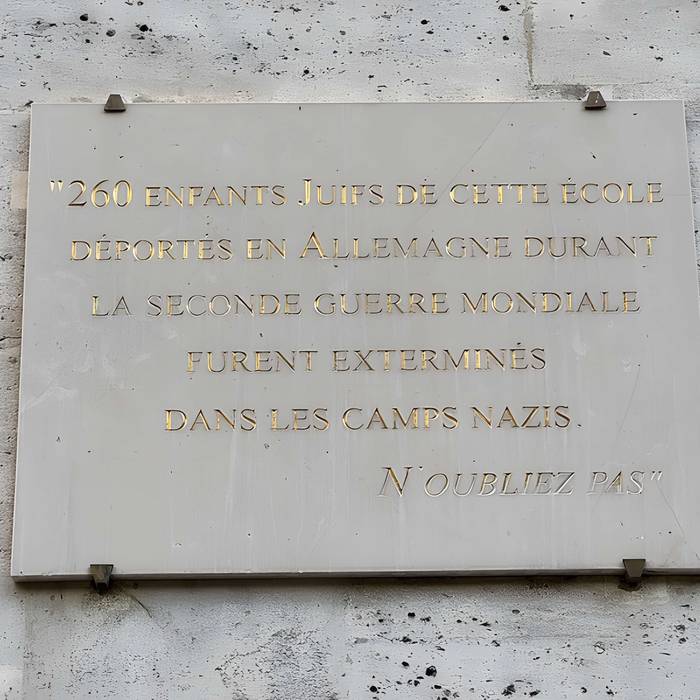 "260 ENFANTS JUIFS DE CETTE ÉCOLE
DÉPORTÉS EN ALLEMAGNE DURANT
LA SECONDE GUERRE MONDIALE
FURENT EXTERMINÉS
DANS LES CAMPS NAZIS.
N'OUBLIEZ PAS"